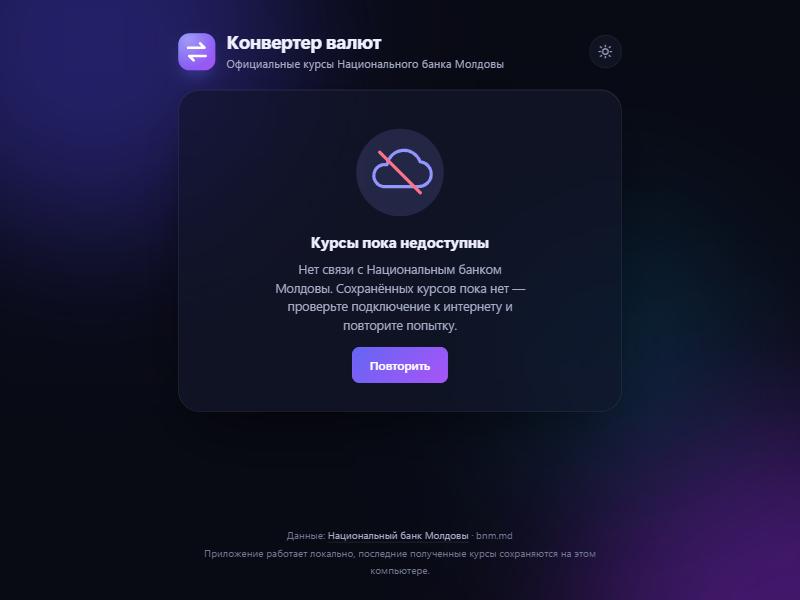 Конвертер валют
Официальные курсы Национального банка Молдовы
Курсы пока недоступны
Нет связи с Национальным банком
Молдовы. Сохранённых курсов пока нет —
проверьте подключение к интернету и
повторите попытку.
Повторить
Данные: Национальный банк Молдовы · bnm.md
Приложение работает локально, последние полученные курсы сохраняются на этом
компьютере.